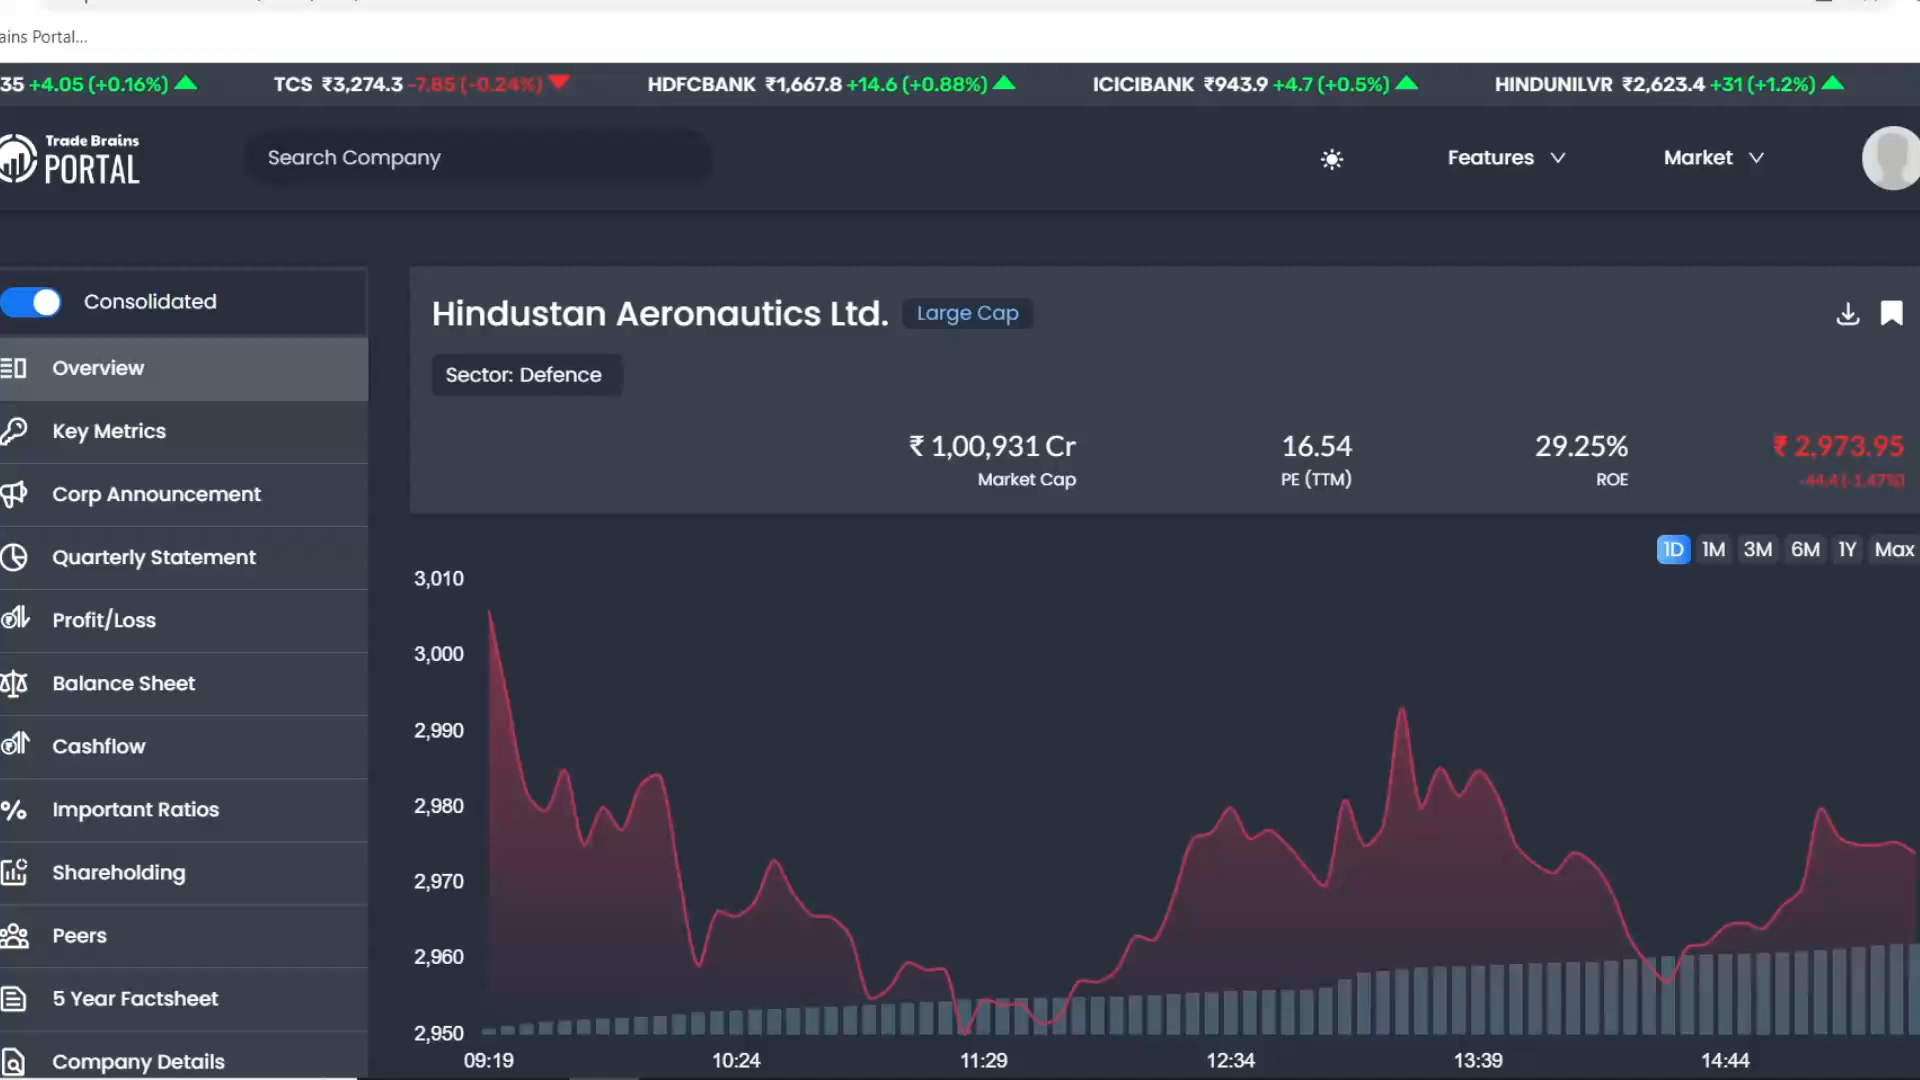 ains Portal...
35 +4.05 (+0.16%) TCS ₹3,274.3 -7.85 (-0.24%) HDFCBANK ₹1,667.8 +14.6 (+0.88%) ICICIBANK ₹943.9 +4.7 (+0.5%) HINDUNILVR ₹2,623.4 +31 (+1.2%)
Trade Brains
PORTAL
Search Company
Features
Market
Consolidated
Overview
Key Metrics
Corp Announcement
Quarterly Statement
Profit/Loss
Balance Sheet
Cashflow
Important Ratios
Shareholding
Peers
5 Year Factsheet
Company Details
Hindustan Aeronautics Ltd. Large Cap
Sector: Defence
₹ 1,00,931 Cr 16.54 29.25% ₹ 2,973.95
Market Cap PE (TTM) ROE -44.4 (-1.47%)
1D 1M 3M 6M 1Y Max
3,010
3,000
2,990
2,980
2,970
2,960
2,950
09:19 10:24 11:29 12:34 13:39 14:44